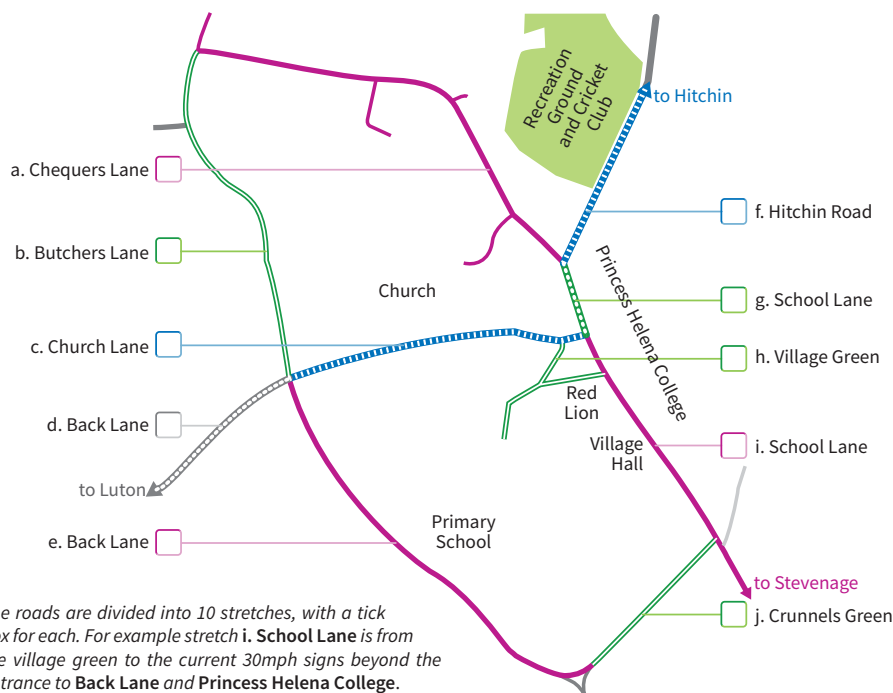 Recreation
Ground
and Cricket
Club
to Hitchin
a. Chequers Lane
f. Hitchin Road
b. Butchers Lane
Church
Princess Helena College
g. School Lane
c. Church Lane
h. Village Green
Red
Lion
d. Back Lane
Village
Hall
i. School Lane
to Luton
Primary
School
e. Back Lane
to Stevenage
j. Crunnels Green
roads are divided into 10 stretches, with a tick
for each. For example stretch i. School Lane is from
village green to the current 30mph signs beyond the
to Back Lane and Princess Helena College.